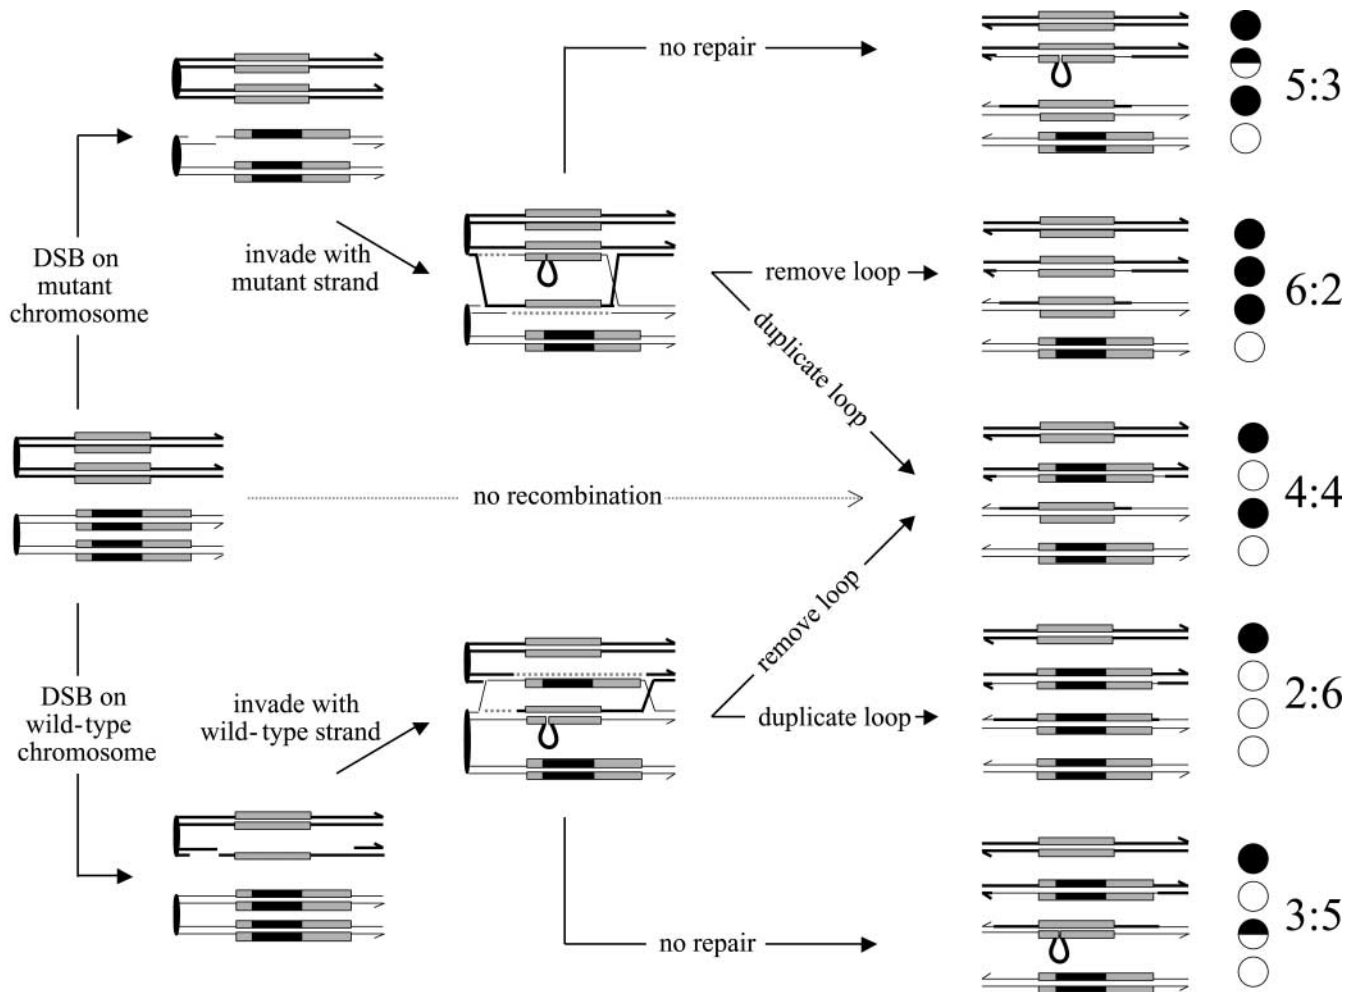 no repair
5:3
DSB on
mutant
chromosome
invade with
mutant strand
remove loop
6:2
duplicate loop
no recombination
4:4
remove loop
DSB on
wild-type
chromosome
invade with
wild-type strand
duplicate loop
2:6
no repair
3:5